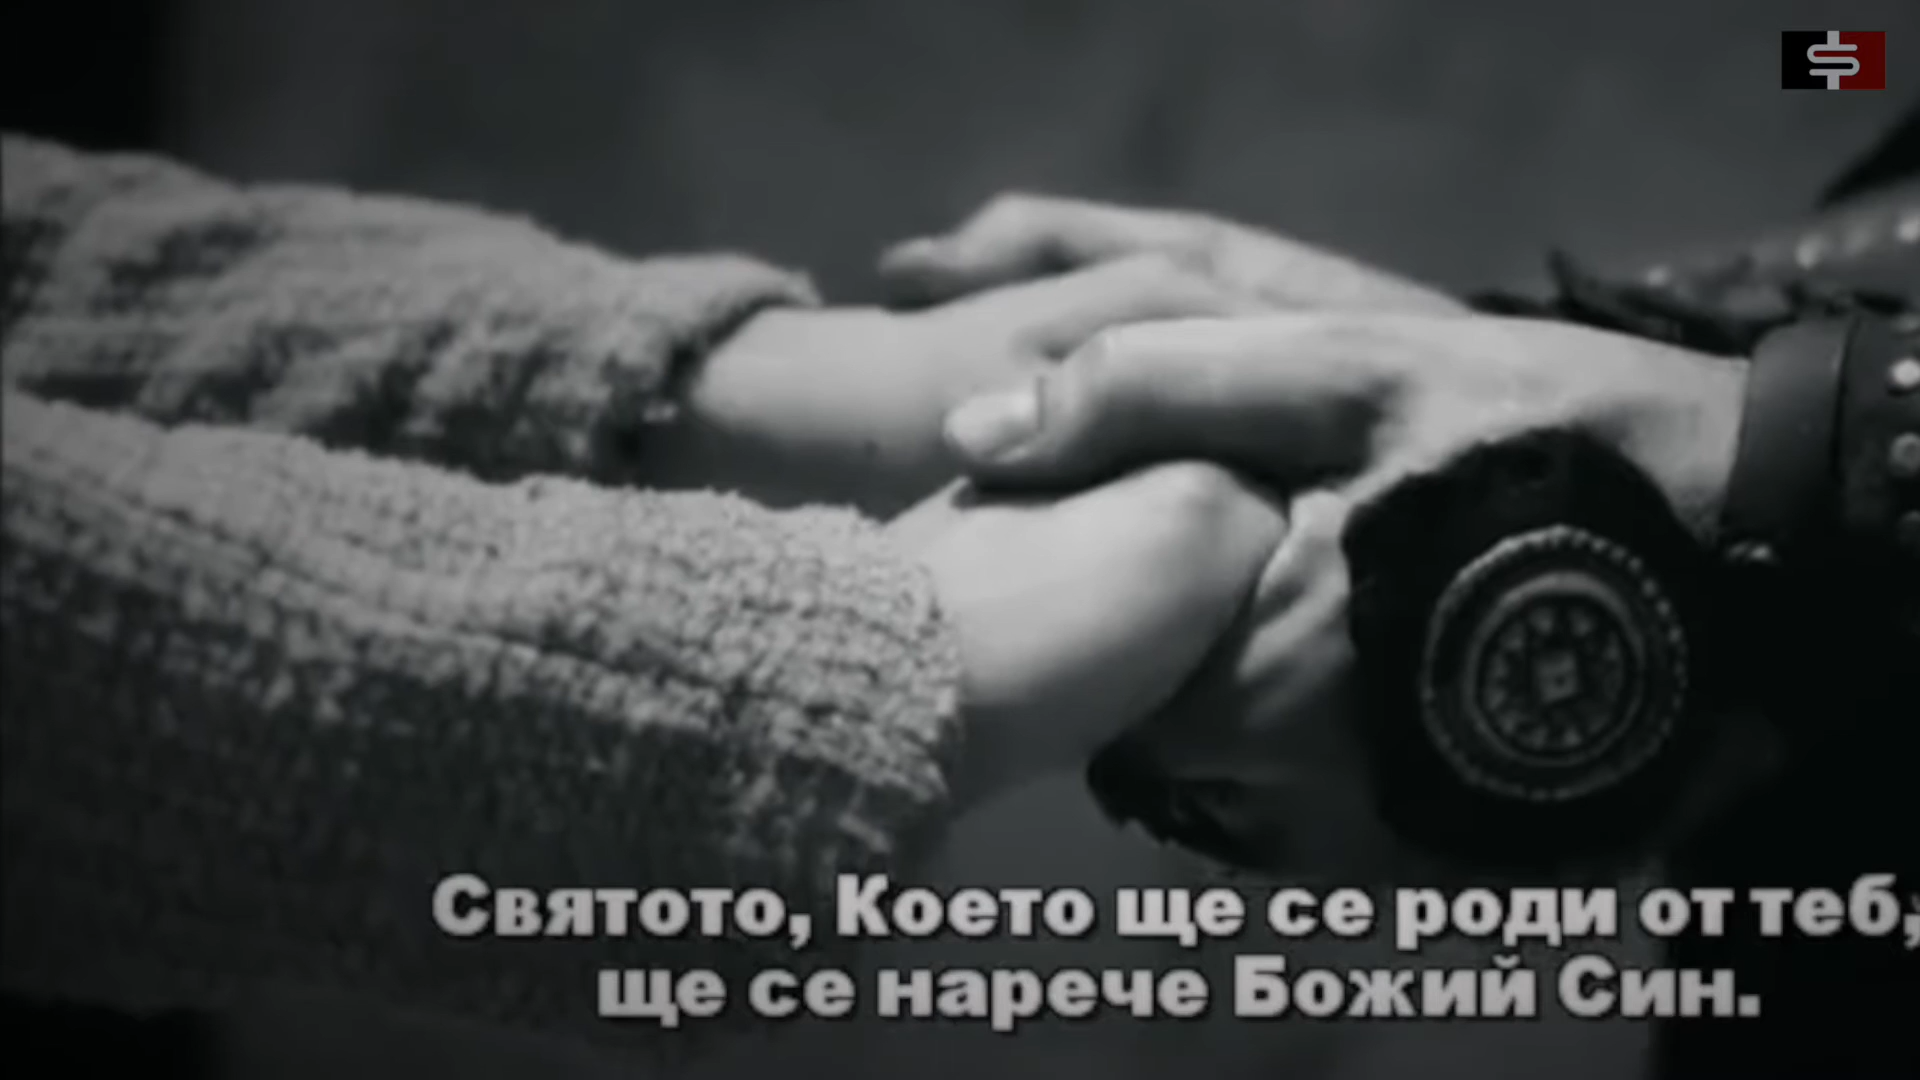 Святото, Което ще се роди от теб,
ще се нарече Божий Син.